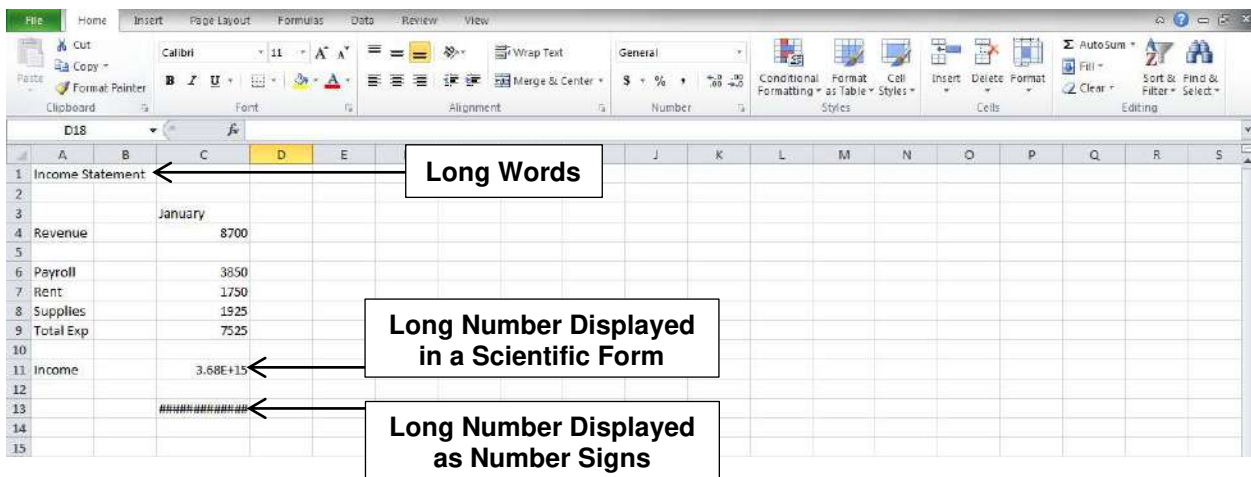 File Home Insert Page Layout Formulas Data Review View
Cut Calibri 11 A A Wrap Text General Σ AutoSum
Copy Fill
Paste Format Painter B I U A Merge & Center $ % , .00 Conditional Format Cell Insert Delete Format Clear Sort & Find &
Formatting as Table Styles Filter Select
Clipboard Font Alignment Number Styles Cells Editing
D18 fx
A B C D E J K L M N O P Q R S
Long Words
1 Income Statement
2
3 January
4 Revenue 8700
5
6 Payroll 3850
7 Rent 1750
8 Supplies 1925
9 Total Exp 7525
Long Number Displayed
in a Scientific Form
10
11 Income 3.68E+15
12
13 #############
Long Number Displayed
as Number Signs
14
15